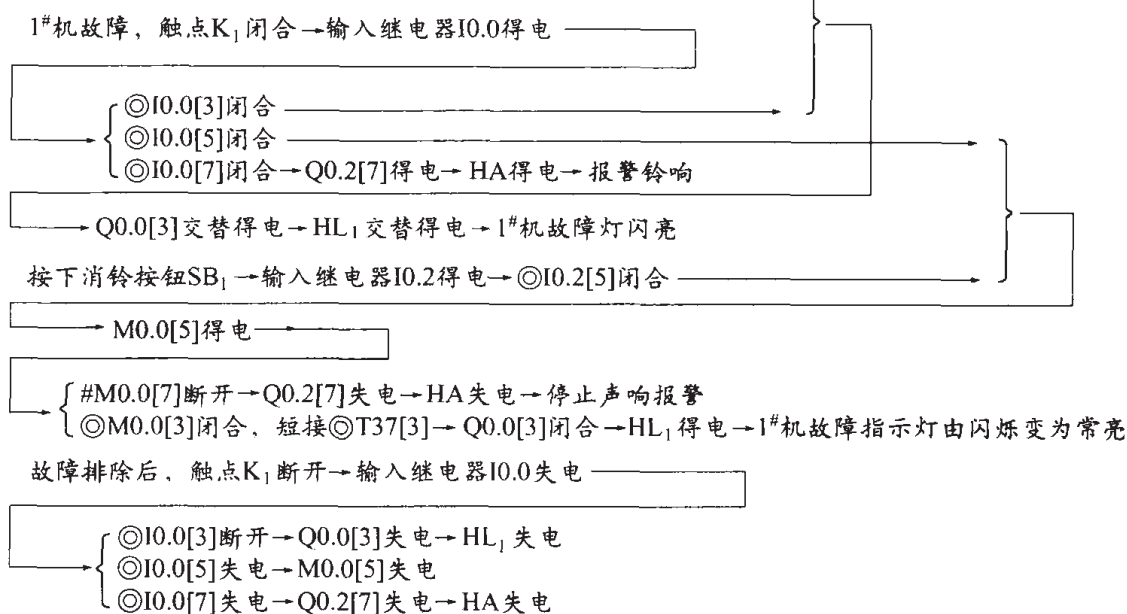 1#机故障，触点K₁闭合→输入继电器I0.0得电
◎I0.0[3]闭合
◎I0.0[5]闭合
◎I0.0[7]闭合→Q0.2[7]得电→HA得电→报警铃响
Q0.0[3]交替得电→HL₁交替得电→1#机故障灯闪亮
按下消铃按钮SB₁→输入继电器I0.2得电→◎I0.2[5]闭合
M0.0[5]得电
#M0.0[7]断开→Q0.2[7]失电→HA失电→停止声响报警
◎M0.0[3]闭合，短接◎T37[3]→Q0.0[3]闭合→HL₁得电→1#机故障指示灯由闪烁变为常亮
故障排除后，触点K₁断开→输入继电器I0.0失电
◎I0.0[3]断开→Q0.0[3]失电→HL₁失电
◎I0.0[5]失电→M0.0[5]失电
◎I0.0[7]失电→Q0.2[7]失电→HA失电